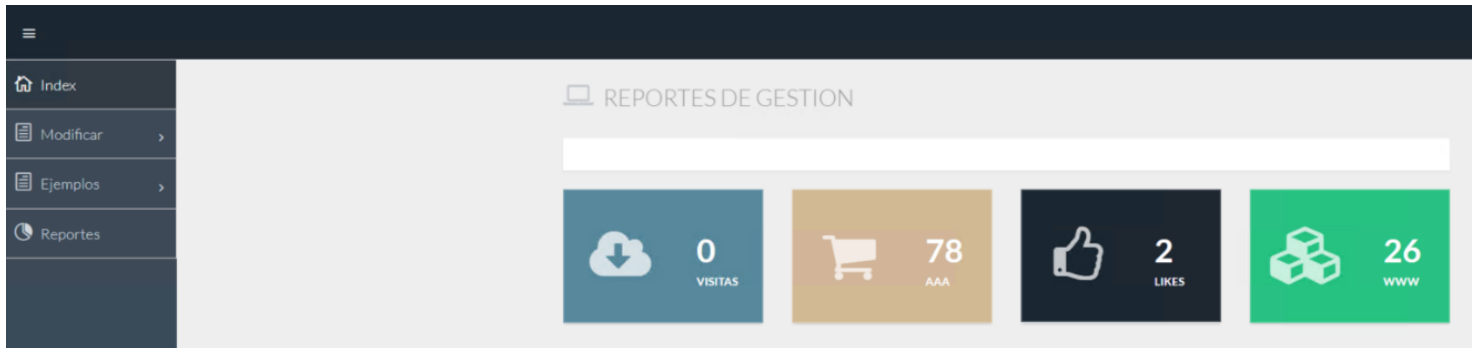 Index
Modificar
Ejemplos
Reportes
REPORTES DE GESTION
0
VISITAS
78
AAA
2
LIKES
26
WWW